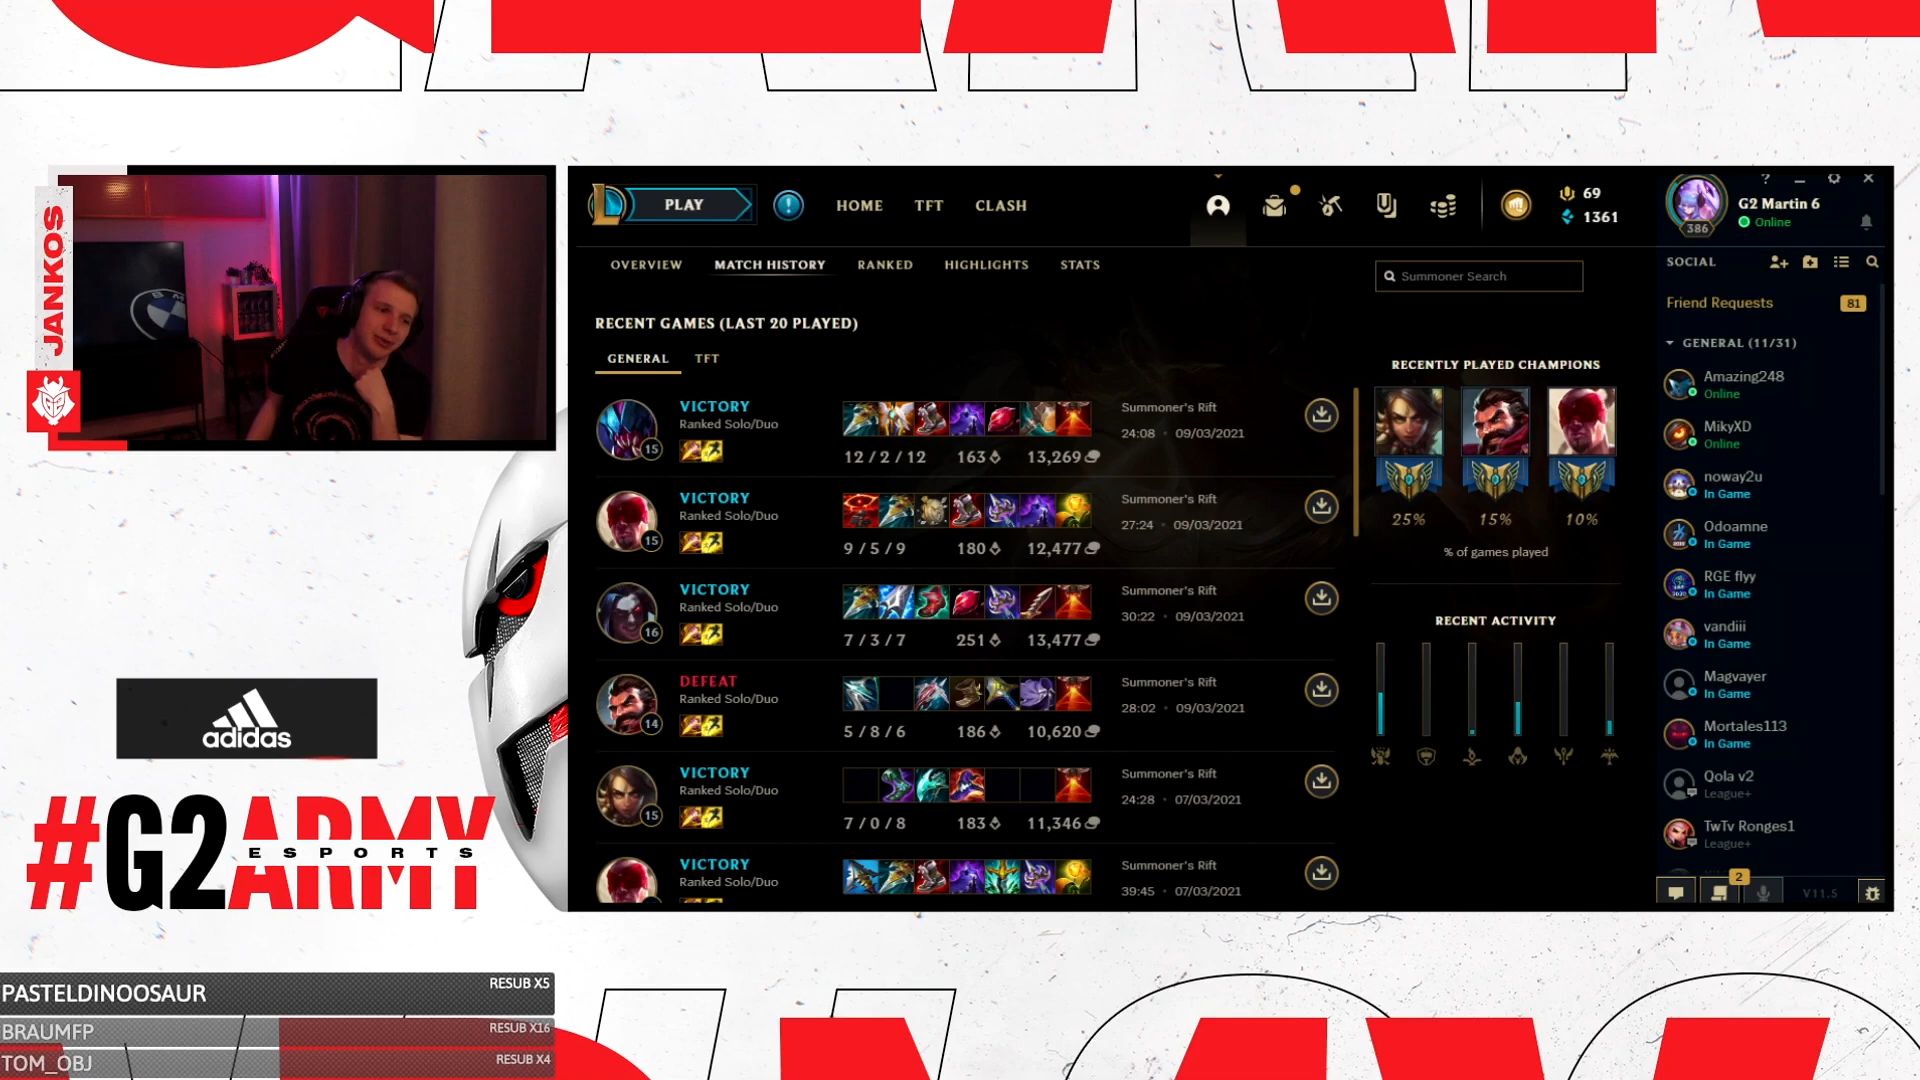 JANKOS
PLAY
HOME
TFT
CLASH
69
1361
386
G2 Martin 6
Online
OVERVIEW
MATCH HISTORY
RANKED
HIGHLIGHTS
STATS
Summoner Search
SOCIAL
Friend Requests
81
GENERAL (11/31)
RECENT GAMES (LAST 20 PLAYED)
GENERAL
TFT
VICTORY
Ranked Solo/Duo
15
12 / 2 / 12
163
13,269
Summoner's Rift
24:08 • 09/03/2021
VICTORY
Ranked Solo/Duo
15
9 / 5 / 9
180
12,477
Summoner's Rift
27:24 • 09/03/2021
VICTORY
Ranked Solo/Duo
16
7 / 3 / 7
251
13,477
Summoner's Rift
30:22 • 09/03/2021
DEFEAT
Ranked Solo/Duo
14
5 / 8 / 6
186
10,620
Summoner's Rift
28:02 • 09/03/2021
VICTORY
Ranked Solo/Duo
15
7 / 0 / 8
183
11,346
Summoner's Rift
24:28 • 07/03/2021
VICTORY
Ranked Solo/Duo
Summoner's Rift
39:45 • 07/03/2021
RECENTLY PLAYED CHAMPIONS
25%
15%
10%
% of games played
RECENT ACTIVITY
Amazing248
Online
MikyXD
Online
noway2u
In Game
Odoamne
In Game
RGE flyy
In Game
vandiii
In Game
Magvayer
In Game
Mortales113
In Game
Qola v2
League+
TwTv Ronges1
League+
2
V11.5
adidas
#G2ARMY
ESPORTS
PASTELDINOOSAUR
RESUB X5
BRAUMFP
RESUB X16
TOM_OBJ
RESUB X4